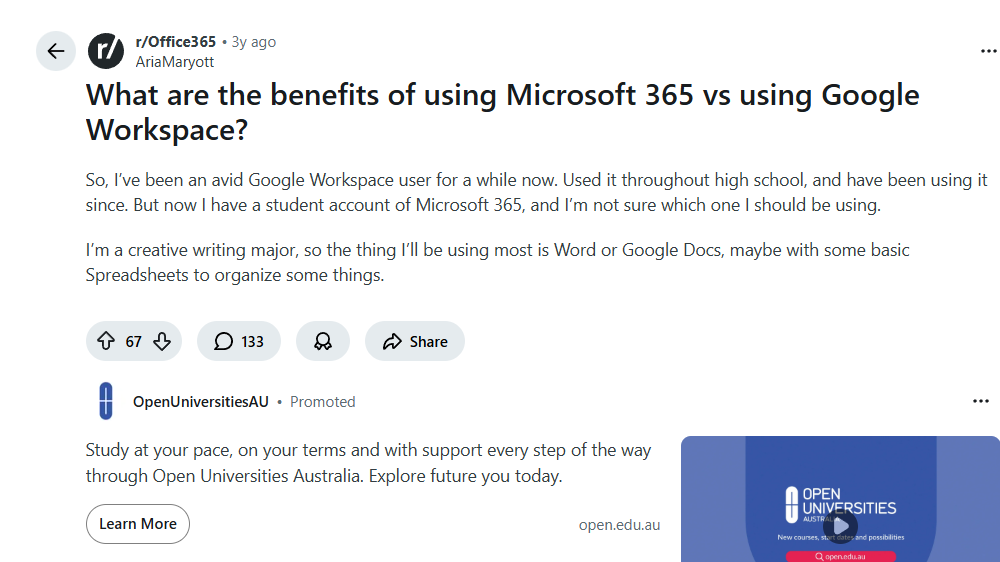 r/Office365 • 3y ago
AriaMaryott
What are the benefits of using Microsoft 365 vs using Google
Workspace?
So, I’ve been an avid Google Workspace user for a while now. Used it throughout high school, and have been using it
since. But now I have a student account of Microsoft 365, and I’m not sure which one I should be using.
I’m a creative writing major, so the thing I’ll be using most is Word or Google Docs, maybe with some basic
Spreadsheets to organize some things.
67
133
Share
OpenUniversitiesAU • Promoted
Study at your pace, on your terms and with support every step of the way
through Open Universities Australia. Explore future you today.
Learn More
open.edu.au
OPEN
UNIVERSITIES
AUSTRALIA
New courses, start dates and possibilities
open.edu.au